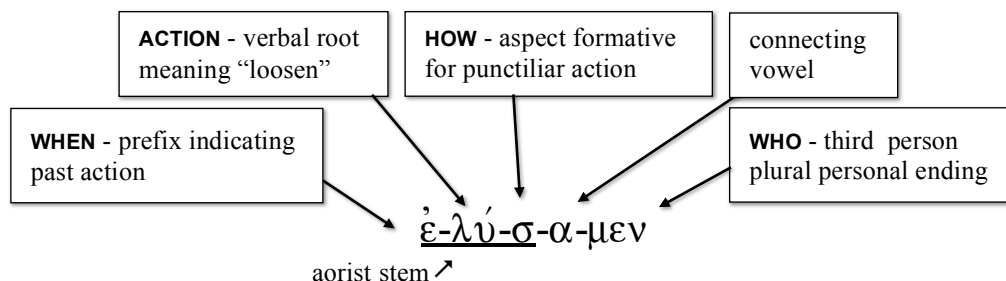 ACTION - verbal root
meaning “loosen”
HOW - aspect formative
for punctiliar action
connecting
vowel
WHEN - prefix indicating
past action
WHO - third  person
plural personal ending
ἐ-λύ-σ-α-μεν
aorist stem ↗